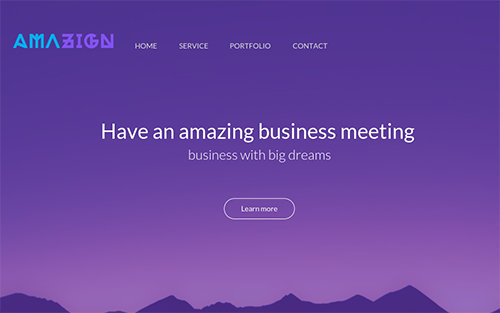 AMAZIGN
HOME SERVICE PORTFOLIO CONTACT
Have an amazing business meeting
business with big dreams
Learn more